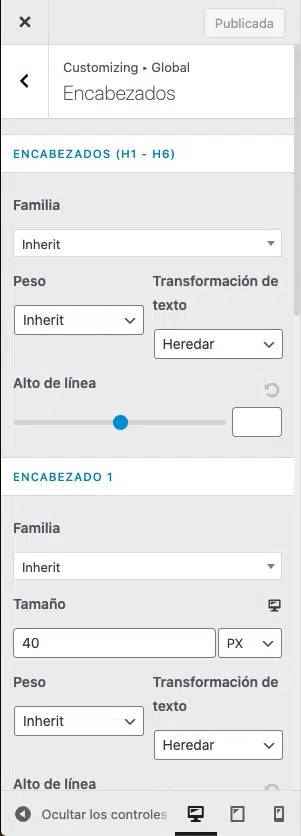 Publicada
Customizing ▸ Global
Encabezados
ENCABEZADOS (H1 - H6)
Familia
Inherit
Peso
Transformación de
texto
Inherit
Heredar
Alto de línea
ENCABEZADO 1
Familia
Inherit
Tamaño
40
PX
Peso
Transformación de
texto
Inherit
Heredar
Alto de línea
Ocultar los controles